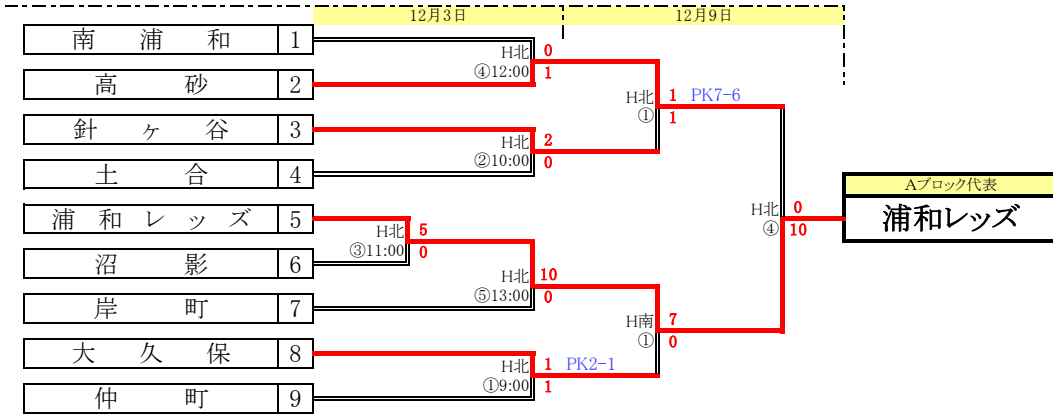 12月3日 12月9日
南浦和 1
H北 0
④12:00 1
高砂 2
H北 1 PK7-6
① 1
針ヶ谷 3
H北 2
②10:00 0
土合 4
Aブロック代表
浦和レッズ
浦和レッズ 5
H北 0
④ 10
H北 5
③11:00 0
沼影 6
H北 10
⑤13:00 0
岸町 7
H南 7
① 0
大久保 8
H北 1 PK2-1
①9:00 1
仲町 9